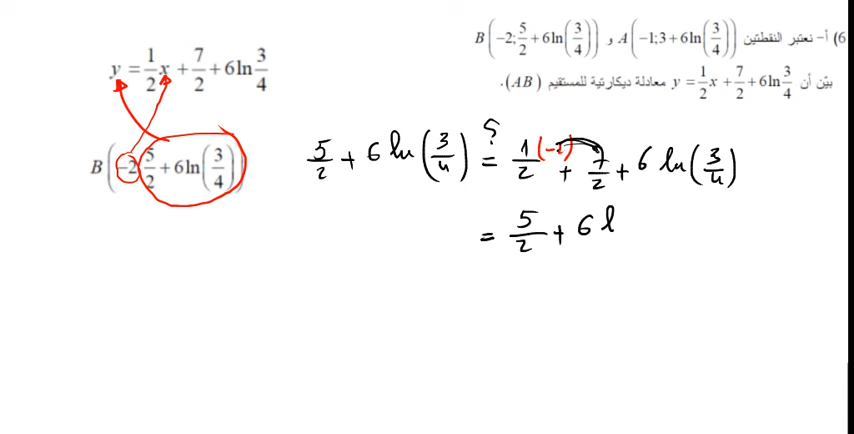 6) أ- نعتبر النقطتين A(−1;3+6ln(3/4)) و B(−2;5/2+6ln(3/4))
بيّن أن y = 1/2 x + 7/2 + 6ln 3/4 معادلة ديكارتية للمستقيم (AB).
y = 1/2 x + 7/2 + 6ln 3/4
B(−2; 5/2 + 6ln(3/4))
5/2 + 6 ln(3/4) =? 1/2 (−2) + 7/2 + 6 ln(3/4)
= 5/2 + 6 l